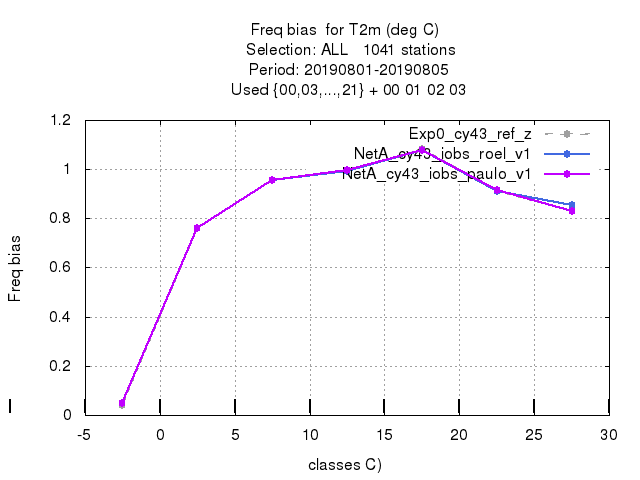 Freq bias  for T2m (deg C)
Selection: ALL   1041 stations
Period: 20190801-20190805
Used {00,03,...,21} + 00 01 02 03
Exp0_cy43_ref_z
NetA_cy43_iobs_roel_v1
NetA_cy43_iobs_paulo_v1
1.2
1
0.8
0.6
0.4
0.2
0
Freq bias
-5
0
5
10
15
20
25
30
classes C)